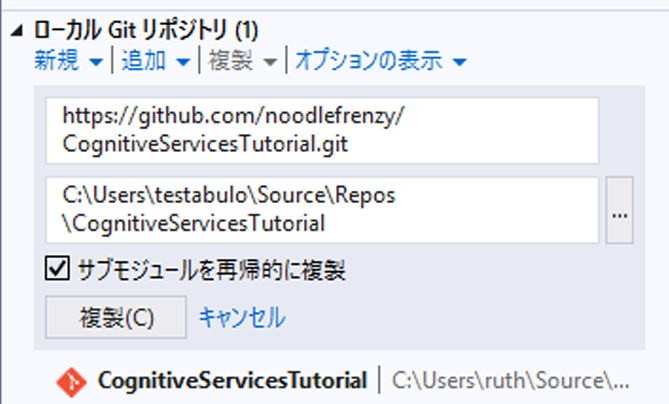 ローカル Git リポジトリ (1)
新規 | 追加 | 複製 | オプションの表示
https://github.com/noodlefrenzy/
CognitiveServicesTutorial.git
C:\Users\testabulo\Source\Repos
\CognitiveServicesTutorial
...
サブモジュールを再帰的に複製
複製(C) キャンセル
CognitiveServicesTutorial | C:\Users\ruth\Source\...